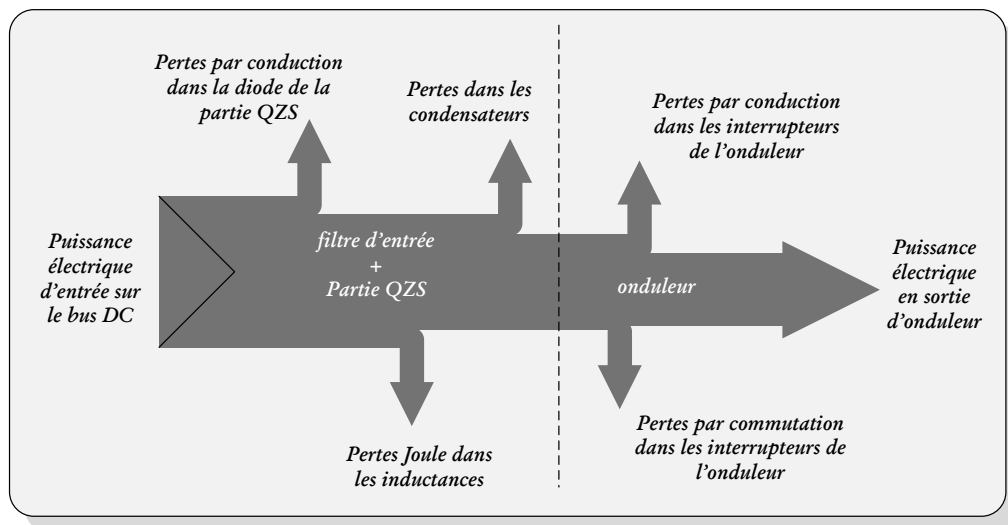 Pertes par conduction
dans la diode de la
partie QZS
Pertes dans les
condensateurs
Pertes par conduction
dans les interrupteurs
de l’onduleur
Puissance
électrique
d’entrée sur
le bus DC
filtre d’entrée
+
Partie QZS
onduleur
Puissance
électrique
en sortie
d’onduleur
Pertes Joule dans
les inductances
Pertes par commutation
dans les interrupteurs de
l’onduleur